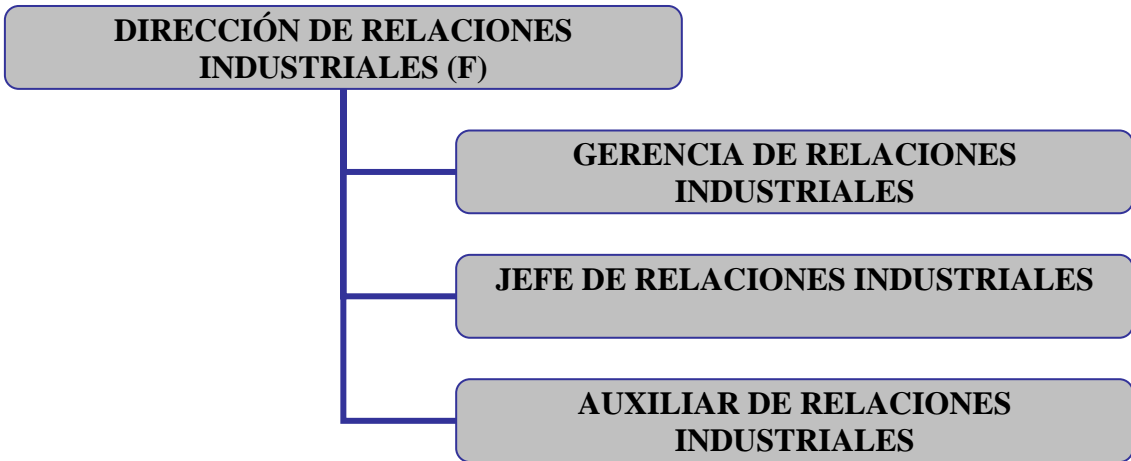 DIRECCIÓN DE RELACIONES
INDUSTRIALES (F)
GERENCIA DE RELACIONES
INDUSTRIALES
JEFE DE RELACIONES INDUSTRIALES
AUXILIAR DE RELACIONES
INDUSTRIALES